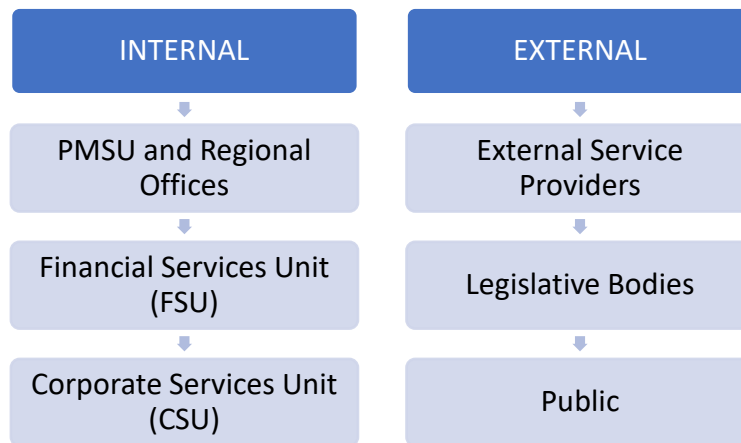 INTERNAL
PMSU and Regional
Offices
Financial Services Unit
(FSU)
Corporate Services Unit
(CSU)
EXTERNAL
External Service
Providers
Legislative Bodies
Public